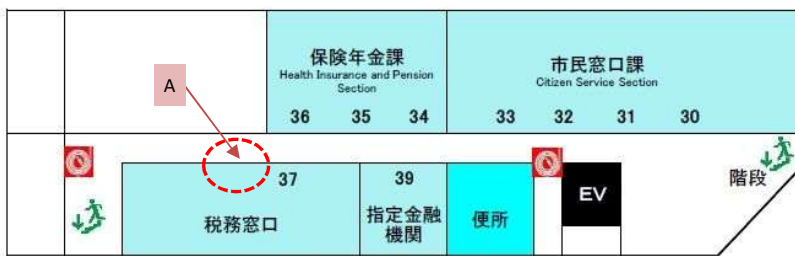 保険年金課
Health Insurance and Pension
Section
36 35 34
市民窓口課
Citizen Service Section
33 32 31 30
A
37
税務窓口
39
指定金融
機関
便所
EV
階段